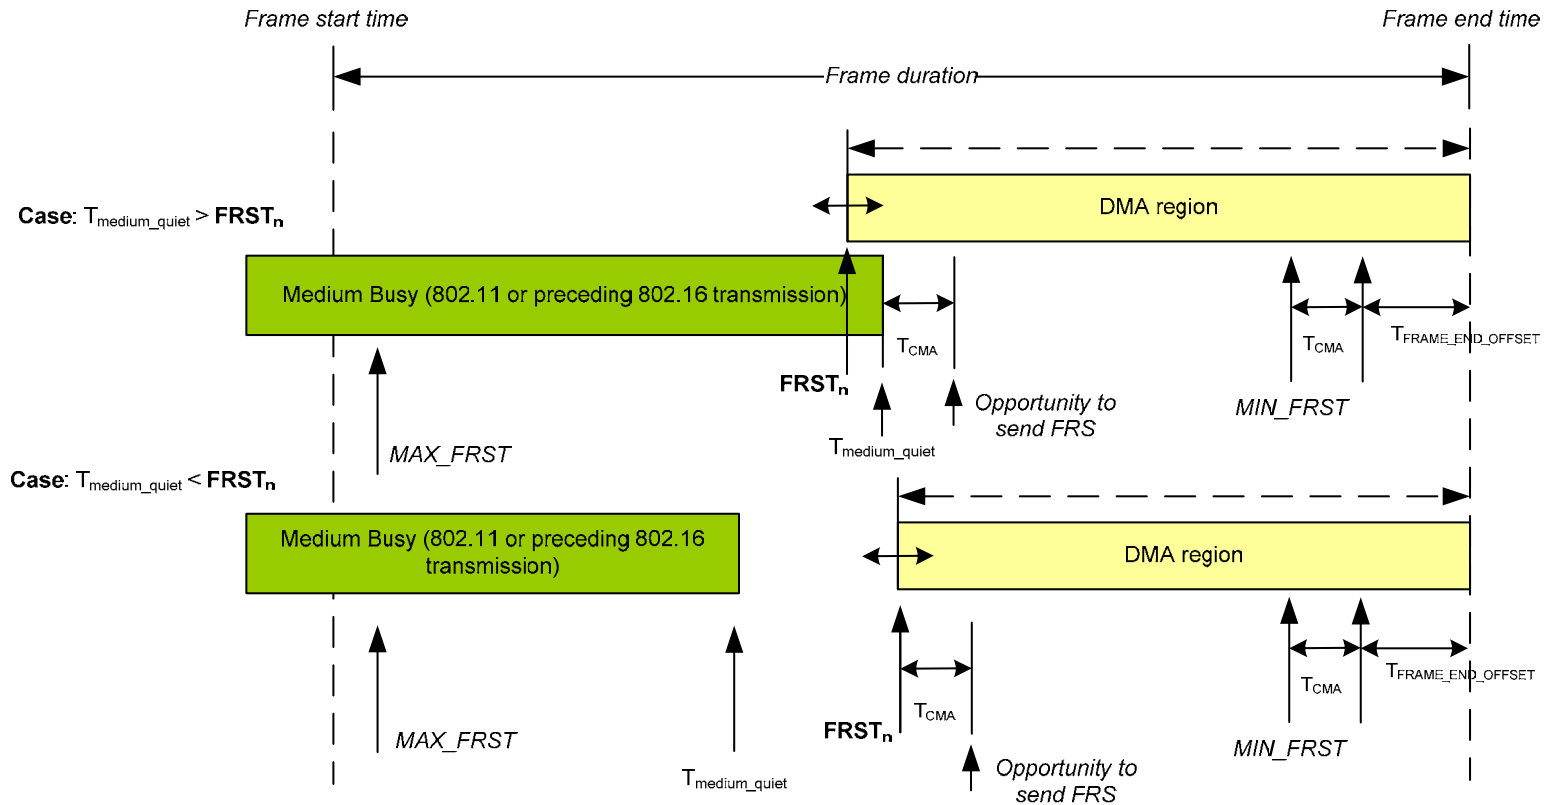 Frame start time
Frame end time
Frame duration
Case: Tmedium_quiet > FRSTn
DMA region
Medium Busy (802.11 or preceding 802.16 transmission)
TCMA
TCMA
TFRAME_END_OFFSET
FRSTn
MIN_FRST
Opportunity to
send FRS
Tmedium_quiet
MAX_FRST
Case: Tmedium_quiet < FRSTn
Medium Busy (802.11 or preceding 802.16
transmission)
DMA region
TCMA
TCMA
TFRAME_END_OFFSET
FRSTn
MAX_FRST
MIN_FRST
Tmedium_quiet
Opportunity to
send FRS